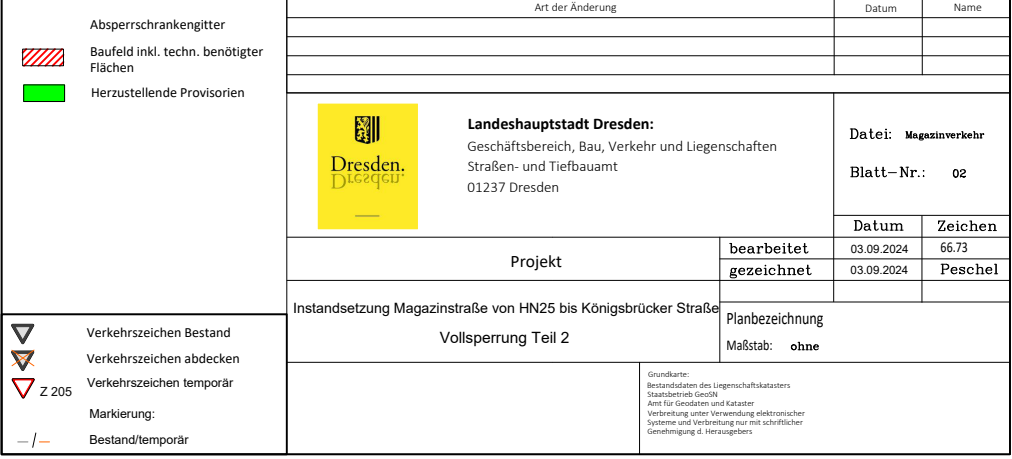 Art der Änderung Datum Name
Absperrschrankengitter
Baufeld inkl. techn. benötigter
Flächen
Herzustellende Provisorien
Dresden.
Dresden.
Landeshauptstadt Dresden:
Geschäftsbereich, Bau, Verkehr und Liegenschaften
Straßen- und Tiefbauamt
01237 Dresden
Datei: Magazinverkehr
Blatt-Nr.: 02
Datum Zeichen
Projekt
bearbeitet 03.09.2024 66.73
gezeichnet 03.09.2024 Peschel
Instandsetzung Magazinstraße von HN25 bis Königsbrücker Straße
Vollsperrung Teil 2
Planbezeichnung
Maßstab: ohne
Verkehrszeichen Bestand
Verkehrszeichen abdecken
Z 205 Verkehrszeichen temporär
Markierung:
—/— Bestand/temporär
Grundkarte:
Bestandsdaten des Liegenschaftskatasters
Staatsbetrieb GeoSN
Amt für Geodaten und Kataster
Verbreitung unter Verwendung elektronischer
Systeme und Verbreitung nur mit schriftlicher
Genehmigung d. Herausgebers